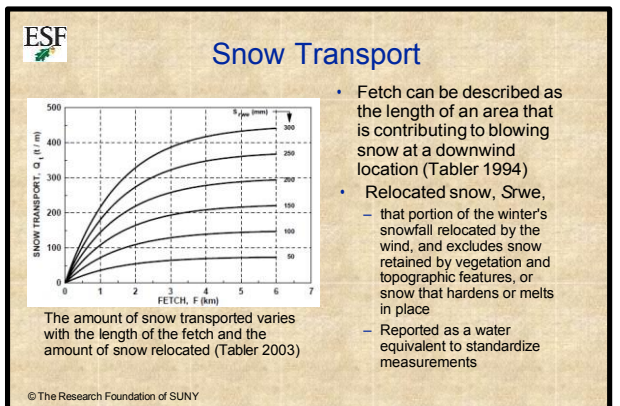 ESF
Snow Transport
500
400
300
200
100
0
SNOW TRANSPORT, Q t (t / m)
S rwe (mm)
300
250
200
150
100
50
0 1 2 3 4 5 6 7
FETCH, F (km)
The amount of snow transported varies
with the length of the fetch and the
amount of snow relocated (Tabler 2003)
• Fetch can be described as
the length of an area that
is contributing to blowing
snow at a downwind
location (Tabler 1994)
• Relocated snow, Srwe,
– that portion of the winter's
snowfall relocated by the
wind, and excludes snow
retained by vegetation and
topographic features, or
snow that hardens or melts
in place
– Reported as a water
equivalent to standardize
measurements
© The Research Foundation of SUNY